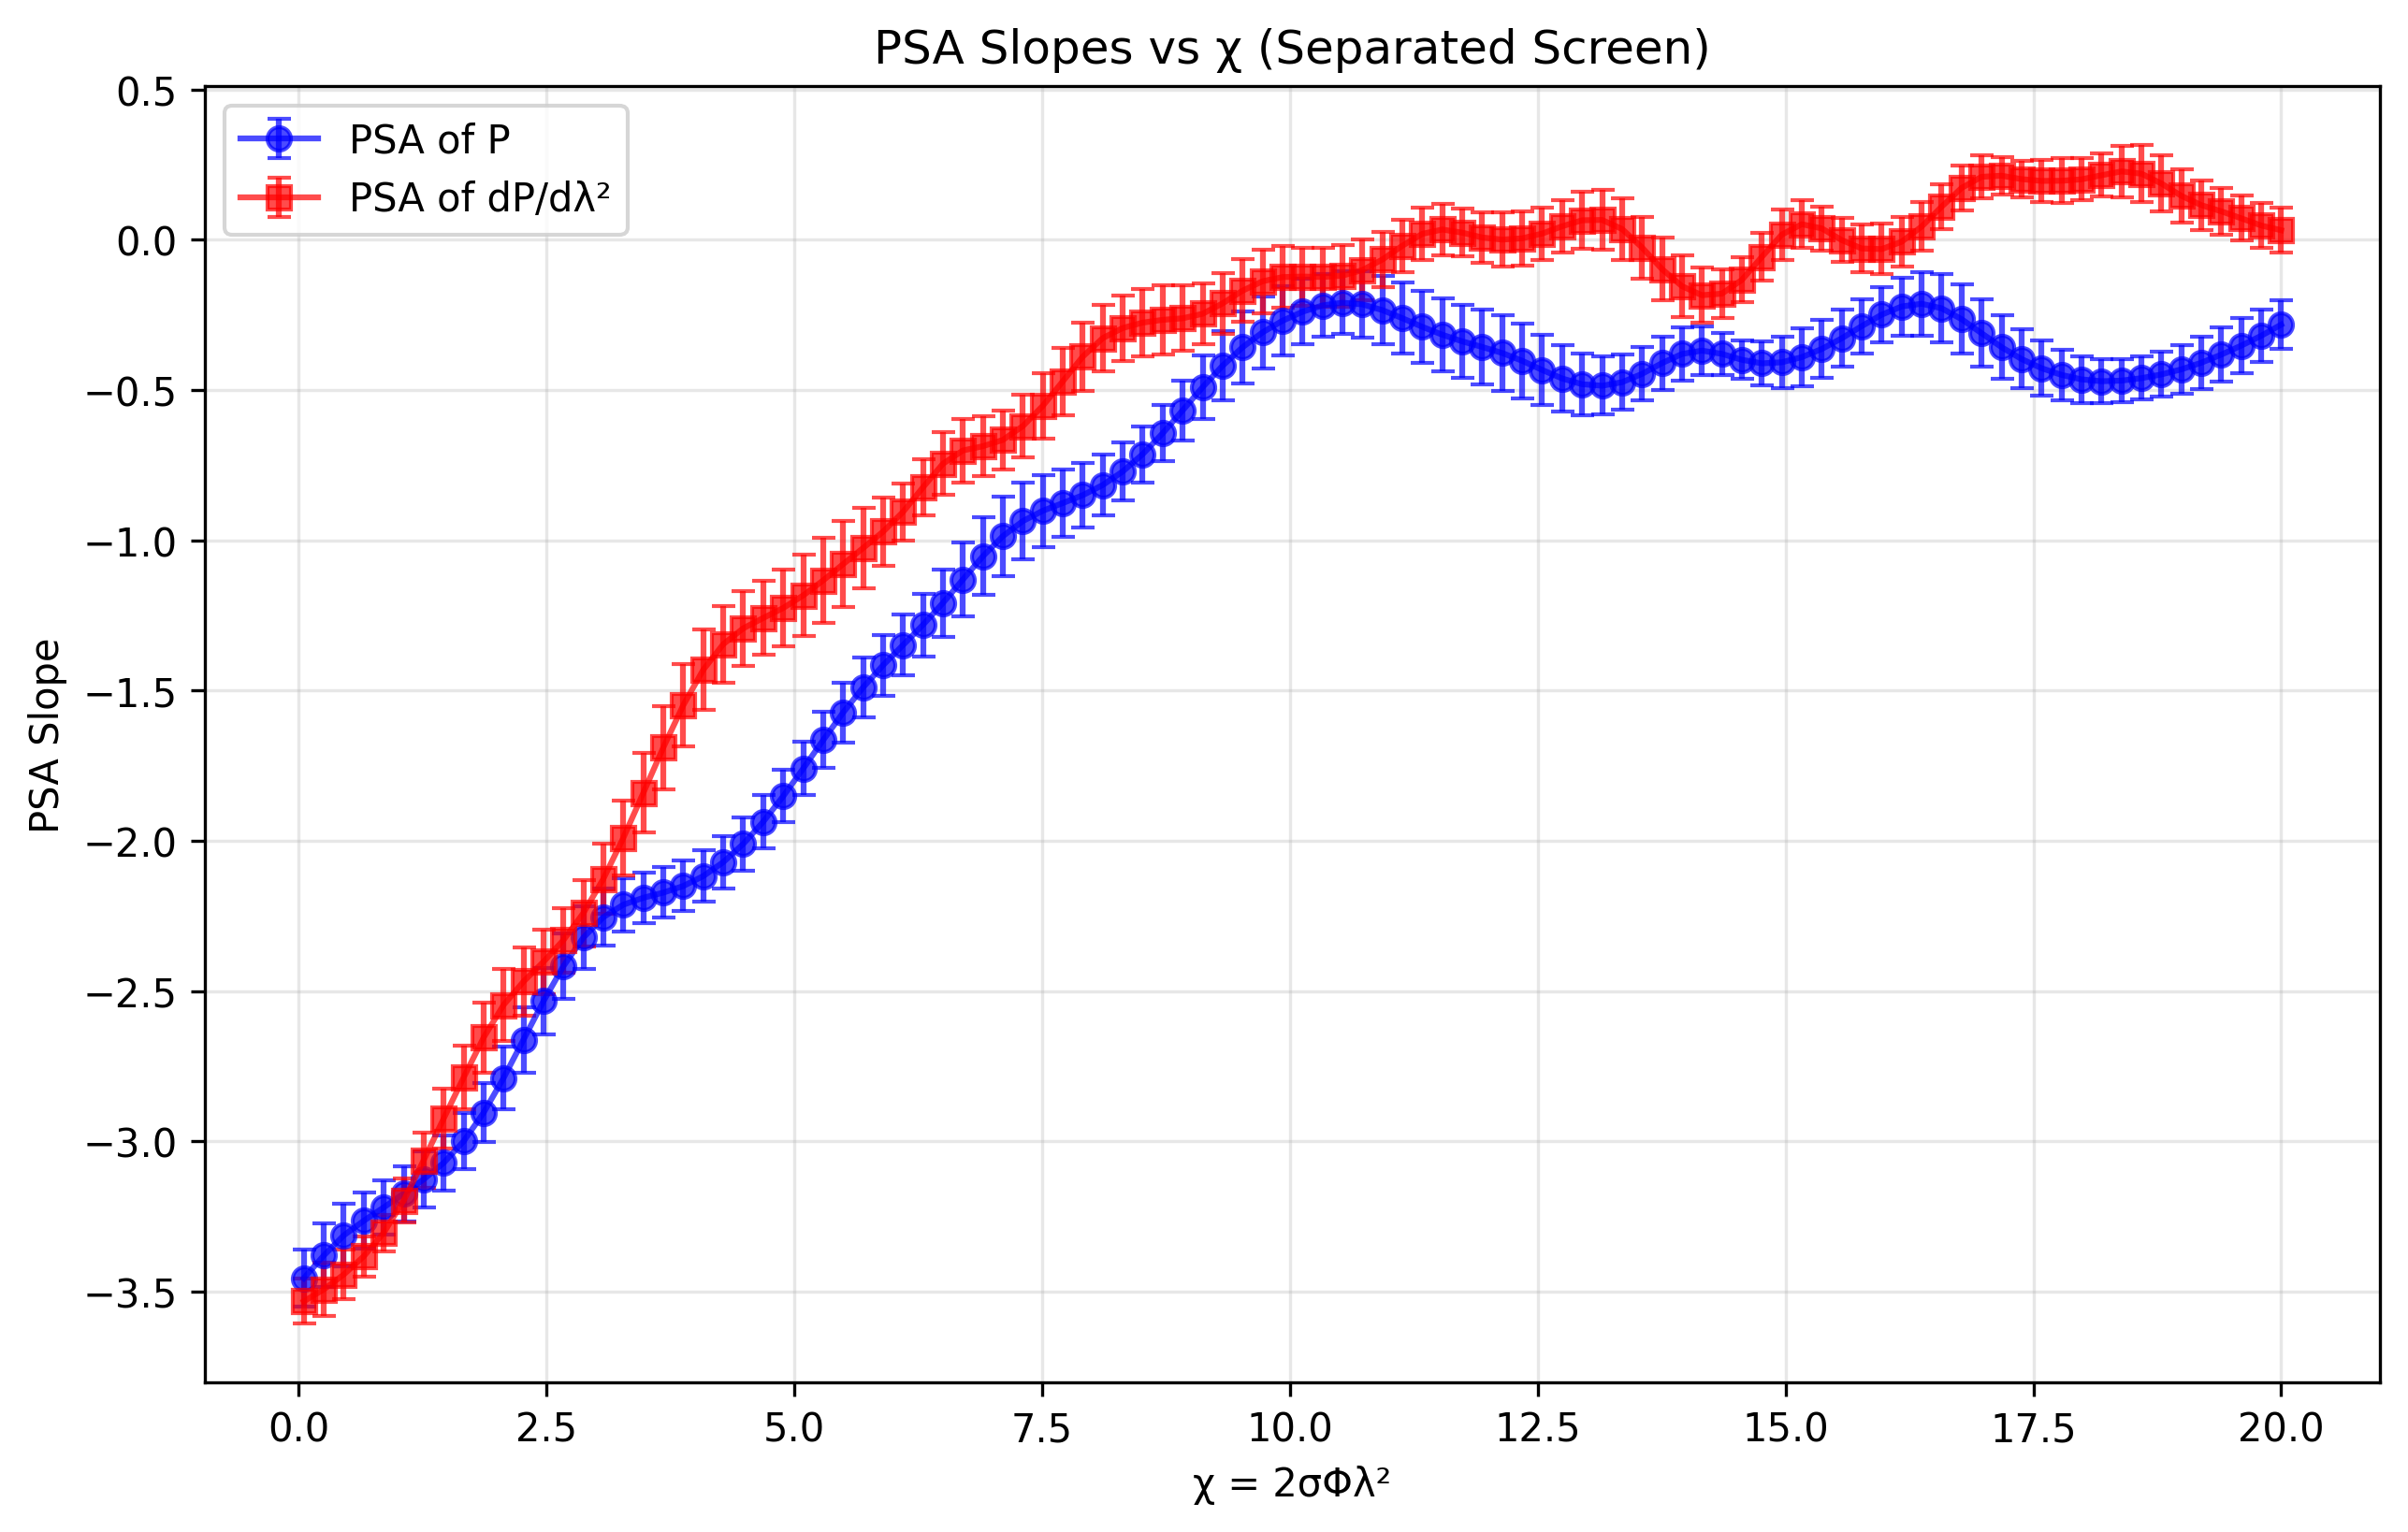 PSA Slopes vs χ (Separated Screen)
PSA of P
PSA of dP/dλ²
PSA Slope
0.5
0.0
−0.5
−1.0
−1.5
−2.0
−2.5
−3.0
−3.5
0.0 2.5 5.0 7.5 10.0 12.5 15.0 17.5 20.0
χ = 2σΦλ²